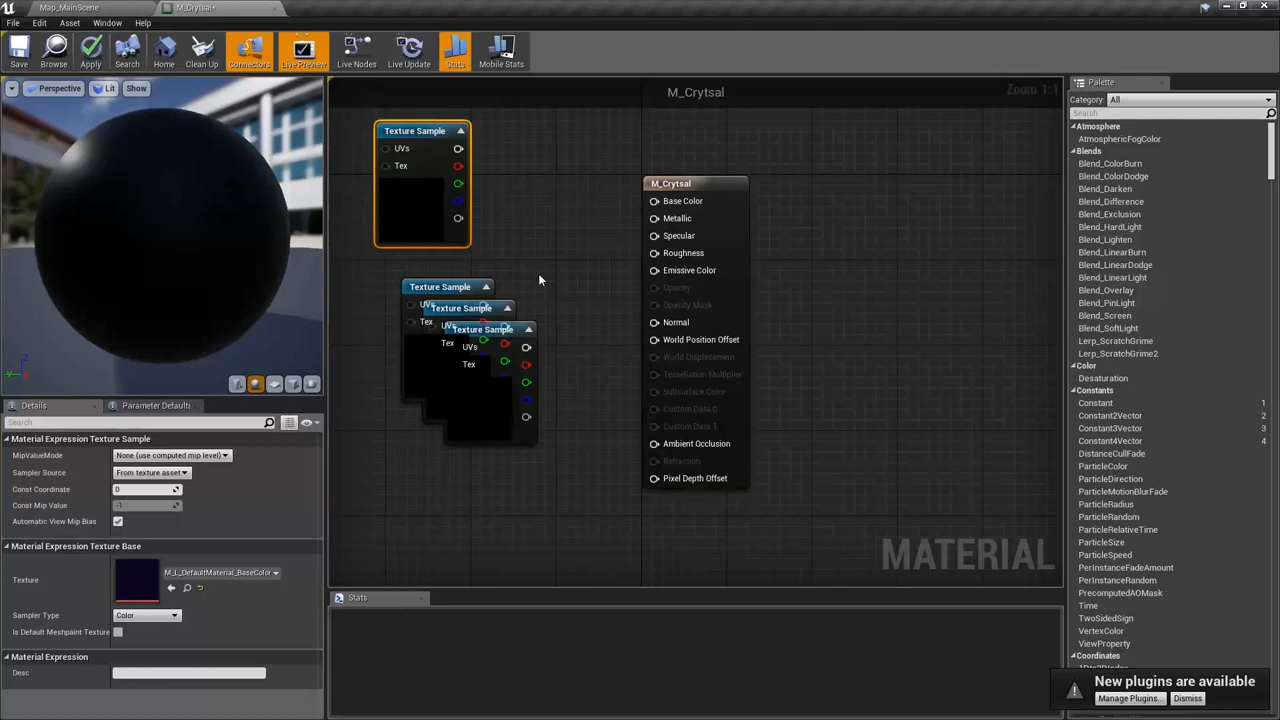 Map_MainScene
M_Crytsal*
File Edit Asset Window Help
Save Browse Apply Search Home Clean Up Connectors Live Preview Live Nodes Live Update Stats Mobile Stats
Perspective Lit Show
M_Crytsal
Zoom 1:1
Texture Sample
UVs
Tex
Texture Sample
UVs
Tex
Texture Sample
UVs
Tex
Texture Sample
UVs
Tex
M_Crytsal
Base Color
Metallic
Specular
Roughness
Emissive Color
Opacity
Opacity Mask
Normal
World Position Offset
World Displacement
Tessellation Multiplier
Subsurface Color
Custom Data 0
Custom Data 1
Ambient Occlusion
Refraction
Pixel Depth Offset
MATERIAL
Stats
Details
Parameter Default
Search
Material Expression Texture Sample
MipValueMode None (use computed mip level)
Sampler Source From texture asset
Const Coordinate 0
Const Mip Value -1
Automatic View Mip Bias
Material Expression Texture Base
Texture M_L_DefaultMaterial_BaseColor
Sampler Type Color
Is Default Meshpaint Texture
Material Expression
Desc
Palette
Category: All
Search
Atmosphere
AtmosphericFogColor
Blends
Blend_ColorBurn
Blend_ColorDodge
Blend_Darken
Blend_Difference
Blend_Exclusion
Blend_HardLight
Blend_Lighten
Blend_LinearBurn
Blend_LinearDodge
Blend_LinearLight
Blend_Overlay
Blend_PinLight
Blend_Screen
Blend_SoftLight
Lerp_ScratchGrime
Lerp_ScratchGrime2
Color
Desaturation
Constants
Constant 1
Constant2Vector 2
Constant3Vector 3
Constant4Vector 4
DistanceCullFade
ParticleColor
ParticleDirection
ParticleMotionBlurFade
ParticleRadius
ParticleRandom
ParticleRelativeTime
ParticleSize
ParticleSpeed
PerInstanceFadeAmount
PerInstanceRandom
PrecomputedAOMask
Time
TwoSidedSign
VertexColor
ViewProperty
Coordinates
New plugins are available
Manage Plugins... Dismiss